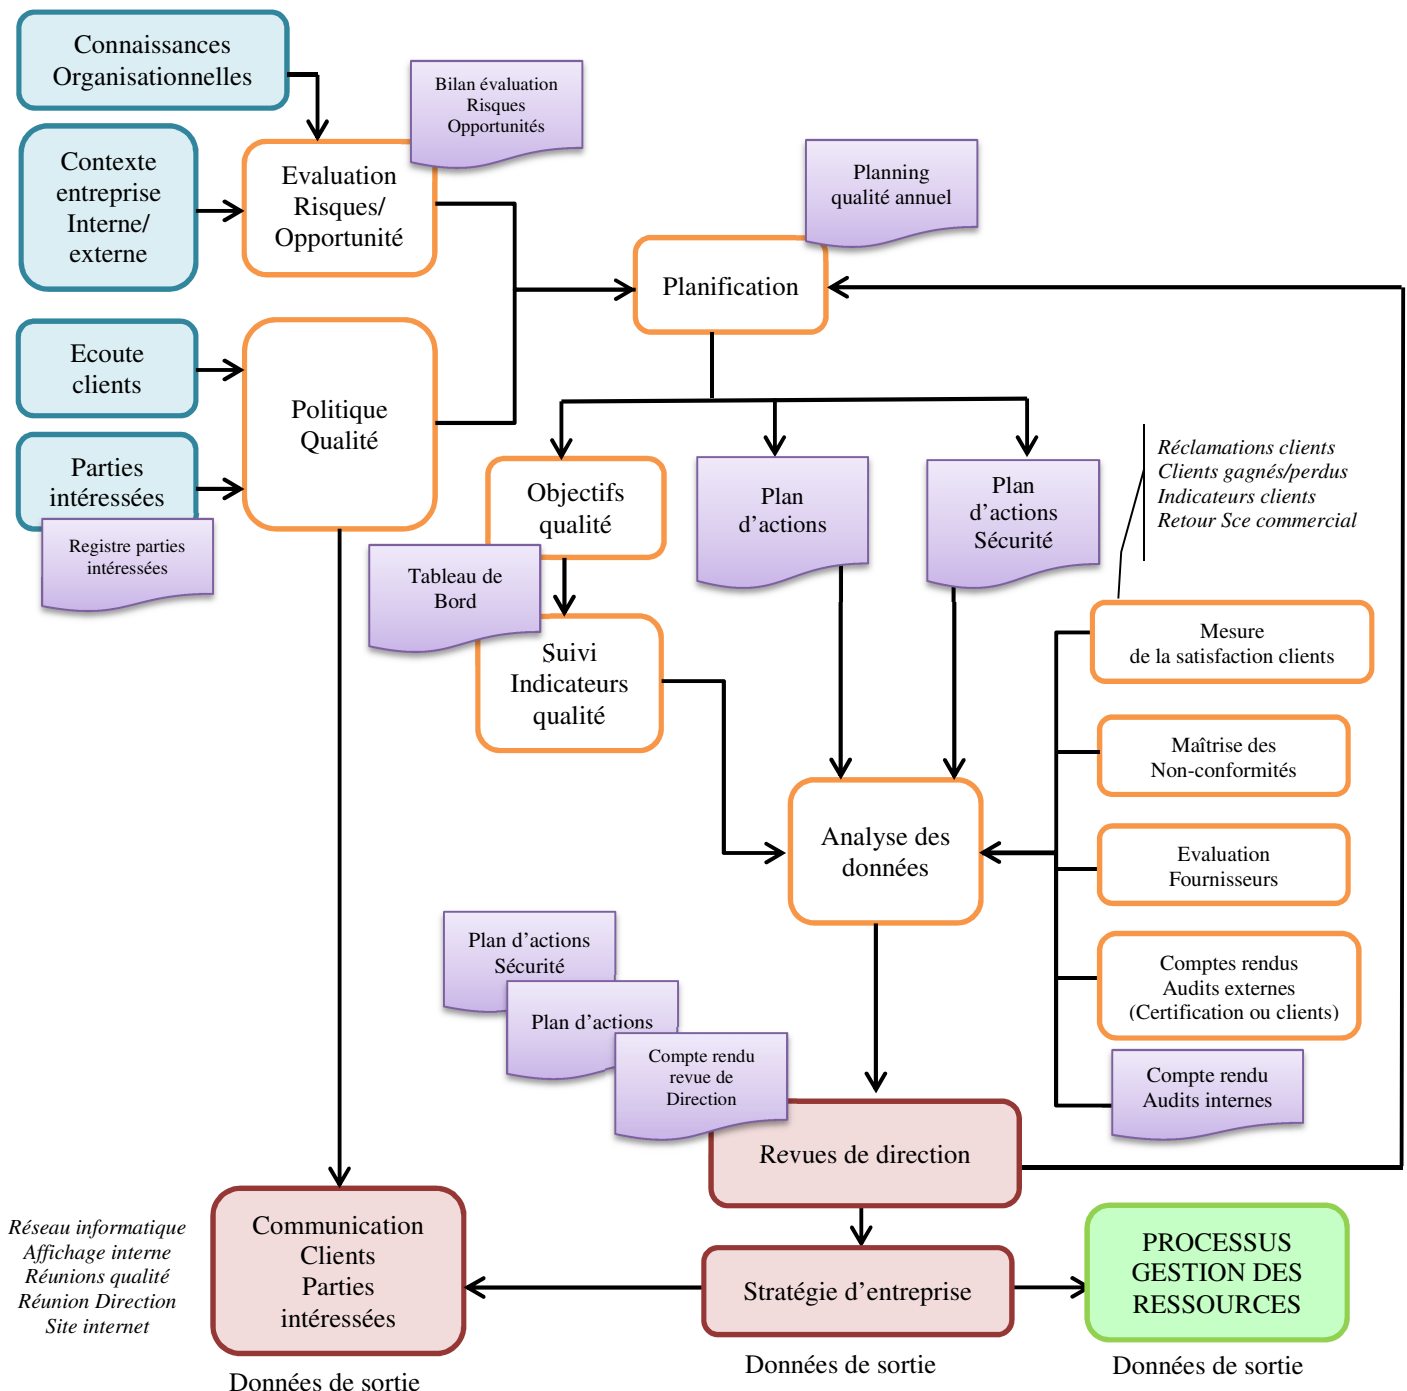 Connaissances
Organisationnelles
Bilan évaluation
Risques
Opportunités
Contexte
entreprise
Interne/
externe
Evaluation
Risques/
Opportunité
Planning
qualité annuel
Planification
Ecoute
clients
Politique
Qualité
Parties
intéressées
Registre parties
intéressées
Objectifs
qualité
Plan
d’actions
Plan
d’actions
Sécurité
Réclamations clients
Clients gagnés/perdus
Indicateurs clients
Retour Sce commercial
Tableau de
Bord
Suivi
Indicateurs
qualité
Mesure
de la satisfaction clients
Maîtrise des
Non-conformités
Analyse des
données
Evaluation
Fournisseurs
Plan d’actions
Sécurité
Plan d’actions
Compte rendu
revue de
Direction
Comptes rendus
Audits externes
(Certification ou clients)
Compte rendu
Audits internes
Revues de direction
Réseau informatique
Affichage interne
Réunions qualité
Réunion Direction
Site internet
Communication
Clients
Parties
intéressées
Stratégie d’entreprise
PROCESSUS
GESTION DES
RESSOURCES
Données de sortie
Données de sortie
Données de sortie